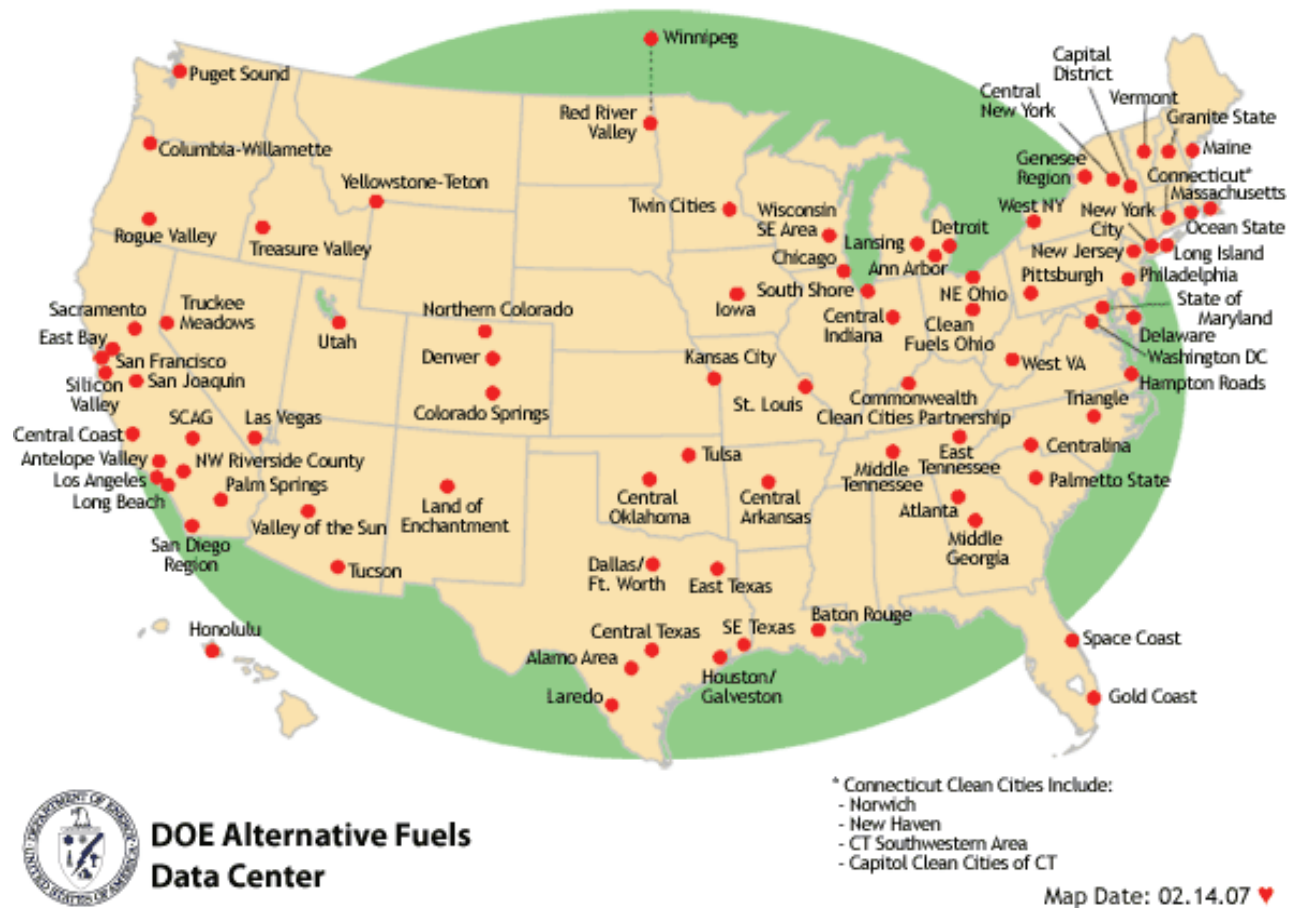 Winnipeg
Capital
District
Puget Sound
Central
New York
Vermont
Red River
Valley
Granite State
Columbia-Willamette
Maine
Genesee
Region
Connecticut*
Yellowstone-Teton
Massachusetts
Twin Cities
Wisconsin
SE Area
West NY
New York
City
Detroit
Ocean State
Rogue Valley
Treasure Valley
Lansing
Chicago
Ann Arbor
New Jersey
Long Island
Pittsburgh
Philadelphia
South Shore
NE Ohio
Sacramento
Truckee
Meadows
Northern Colorado
Iowa
Central
Indiana
Clean
Fuels Ohio
State of
Maryland
Delaware
East Bay
Utah
San Francisco
Denver
Kansas City
West VA
Washington DC
Silicon
Valley
San Joaquin
Hampton Roads
St. Louis
Commonwealth
Clean Cities Partnership
Triangle
SCAG
Las Vegas
Colorado Springs
Central Coast
Antelope Valley
NW Riverside County
Tulsa
Middle
Tennessee
East
Tennessee
Centralina
Los Angeles
Long Beach
Palm Springs
Palmetto State
Land of
Enchantment
Central
Oklahoma
Central
Arkansas
Atlanta
Valley of the Sun
San Diego
Region
Middle
Georgia
Tucson
Dallas/
Ft. Worth
East Texas
Honolulu
Central Texas
SE Texas
Baton Rouge
Space Coast
Alamo Area
Houston/
Galveston
Laredo
Gold Coast
* Connecticut Clean Cities Include:
- Norwich
- New Haven
- CT Southwestern Area
- Capitol Clean Cities of CT
DEPARTMENT OF ENERGY
UNITED STATES OF AMERICA
DOE Alternative Fuels
Data Center
Map Date: 02.14.07 ♥